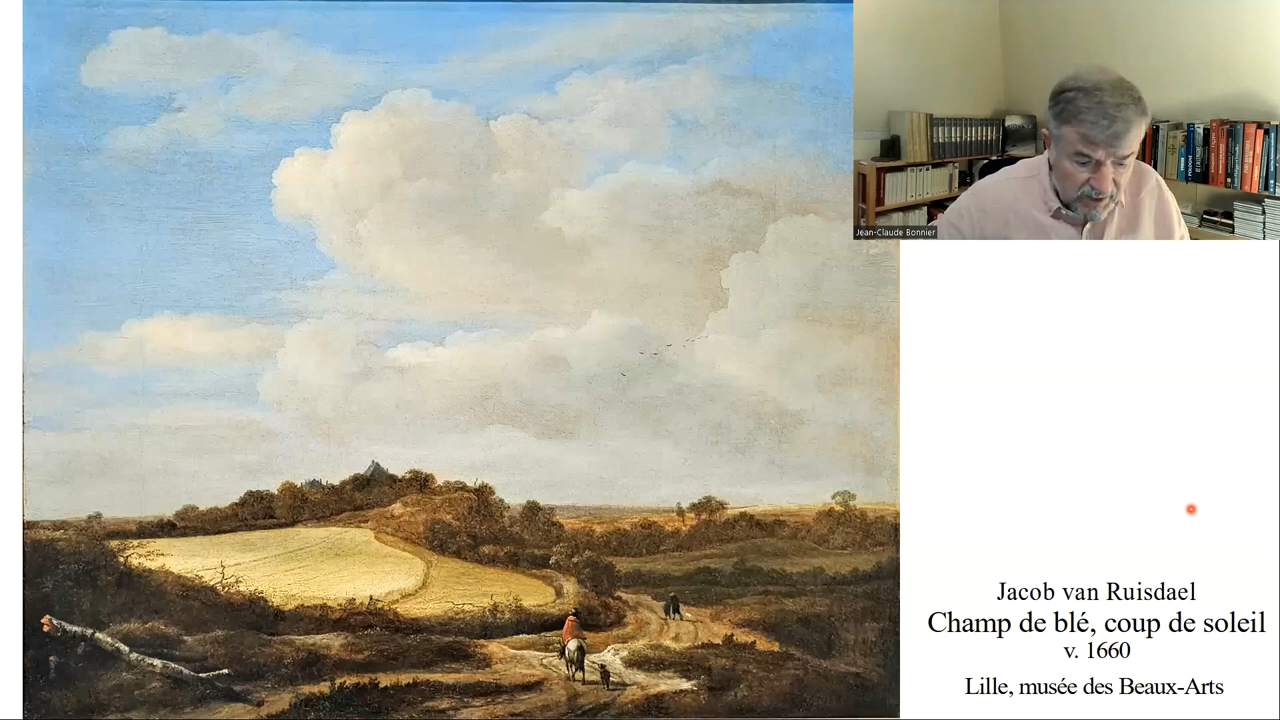 Jean-Claude Bonnier
Jacob van Ruisdael
Champ de blé, coup de soleil
v. 1660
Lille, musée des Beaux-Arts